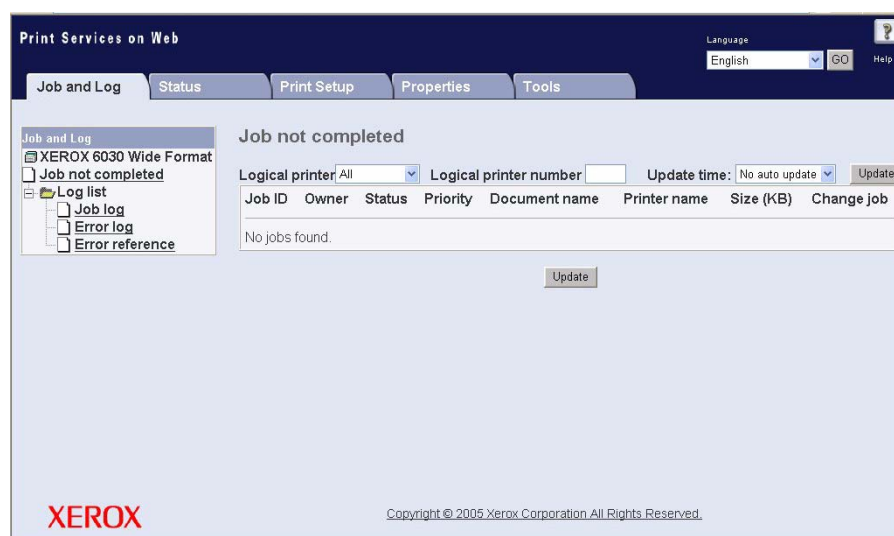 Print Services on Web
Language
English GO Help
Job and Log Status Print Setup Properties Tools
Job and Log
XEROX 6030 Wide Format
Job not completed
Log list
Job log
Error log
Error reference
Job not completed
Logical printer All Logical printer number Update time: No auto update Update
Job ID Owner Status Priority Document name Printer name Size (KB) Change job
No jobs found.
Update
XEROX
Copyright © 2005 Xerox Corporation All Rights Reserved.